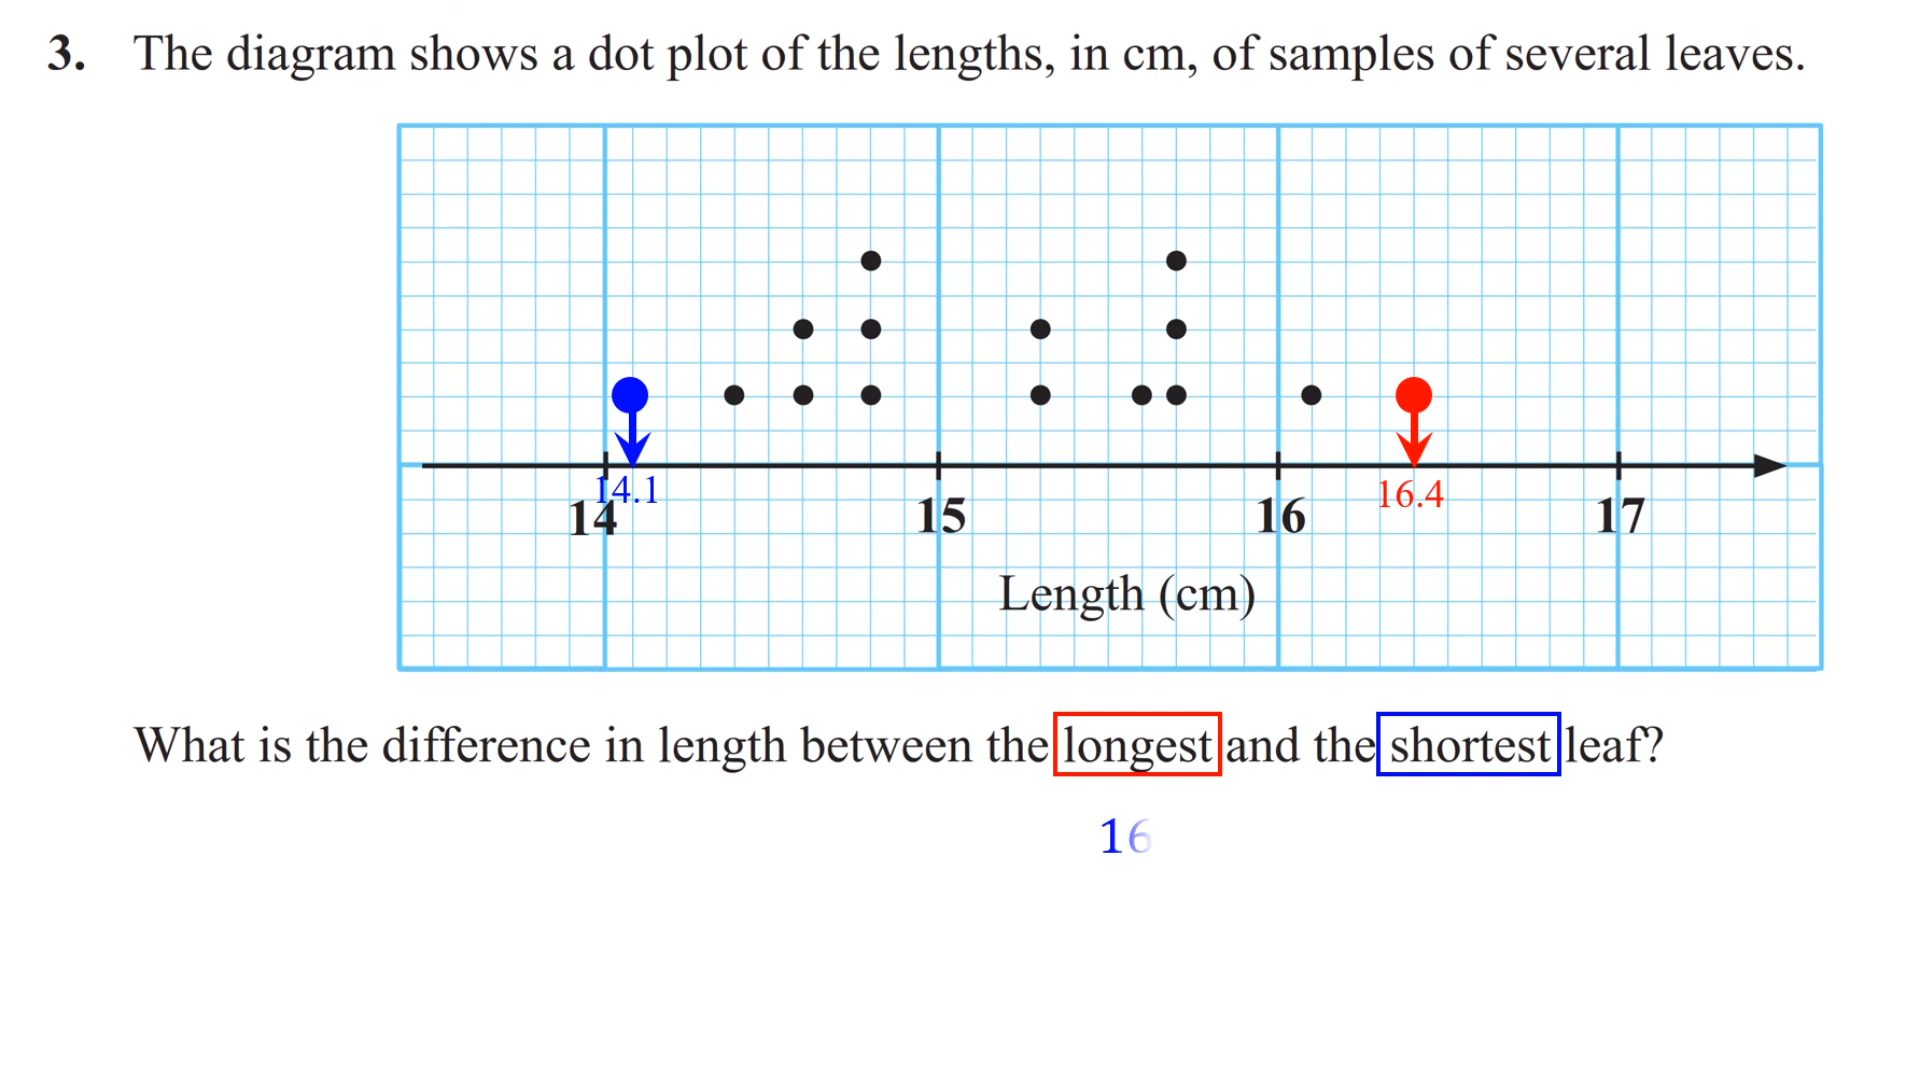 3. The diagram shows a dot plot of the lengths, in cm, of samples of several leaves.
14.1 16.4
14 15 16 17
Length (cm)
What is the difference in length between the longest and the shortest leaf?
16